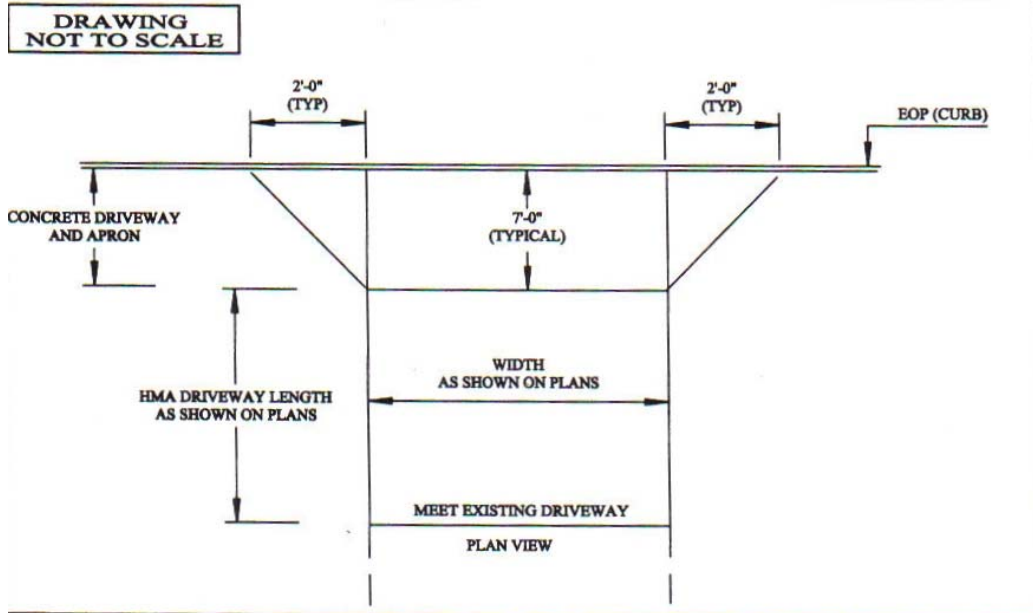 DRAWING
NOT TO SCALE
2'-0"
(TYP)
2'-0"
(TYP)
EOP (CURB)
CONCRETE DRIVEWAY
AND APRON
7'-0"
(TYPICAL)
WIDTH
AS SHOWN ON PLANS
HMA DRIVEWAY LENGTH
AS SHOWN ON PLANS
MEET EXISTING DRIVEWAY
PLAN VIEW